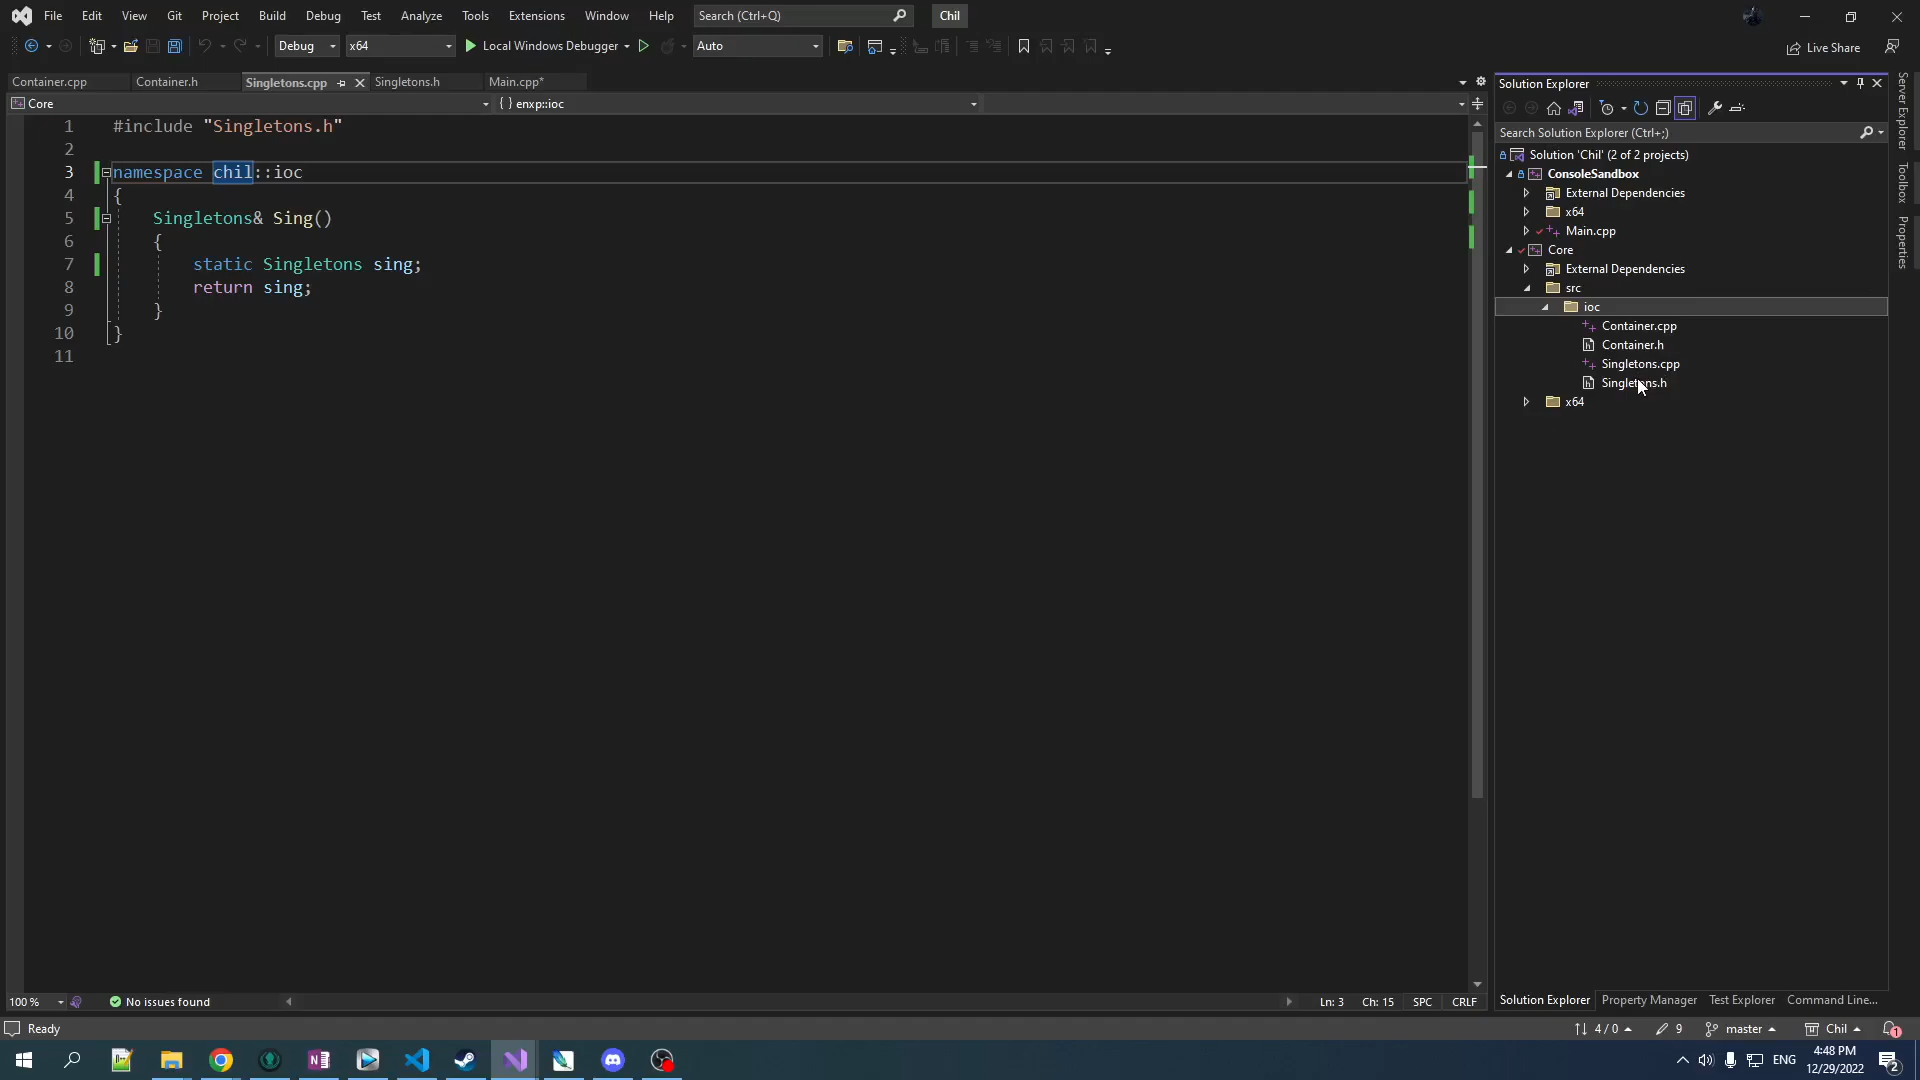 File Edit View Git Project Build Debug Test Analyze Tools Extensions Window Help Search (Ctrl+Q) Chil
Debug x64 Local Windows Debugger Auto Live Share
Container.cpp Container.h Singletons.cpp Singletons.h Main.cpp*
Core { } enxp::ioc
1 #include "Singletons.h"
2
3 namespace chil::ioc
4 {
5 Singletons& Sing()
6 {
7 static Singletons sing;
8 return sing;
9 }
10 }
11
100 % No issues found Ln: 3 Ch: 15 SPC CRLF
Solution Explorer
Search Solution Explorer (Ctrl+;)
Solution 'Chil' (2 of 2 projects)
ConsoleSandbox
External Dependencies
x64
Main.cpp
Core
External Dependencies
src
ioc
Container.cpp
Container.h
Singletons.cpp
Singletons.h
x64
Solution Explorer Property Manager Test Explorer Command Line...
Server Explorer
Toolbox
Properties
Ready 4 / 0 9 master Chil 1
ENG 4:48 PM
12/29/2022 2